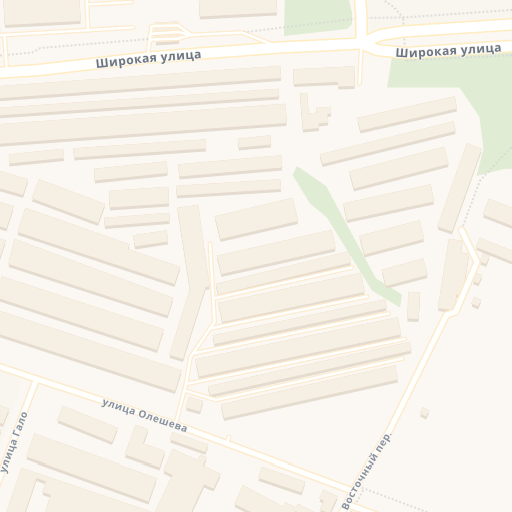 Широкая улица
Широкая улица
улица Олешева
улица Гало
Восточный пер.